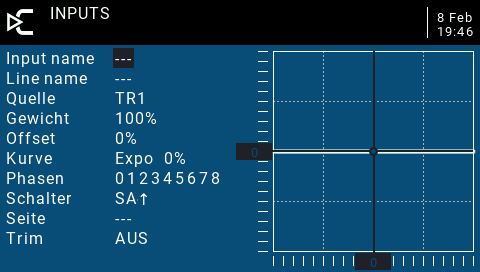 INPUTS
8 Feb
19:46
Input name ---
Line name ---
Quelle TR1
Gewicht 100%
Offset 0%
Kurve Expo 0%
Phasen 012345678
Schalter SA↑
Seite ---
Trim AUS
0
0